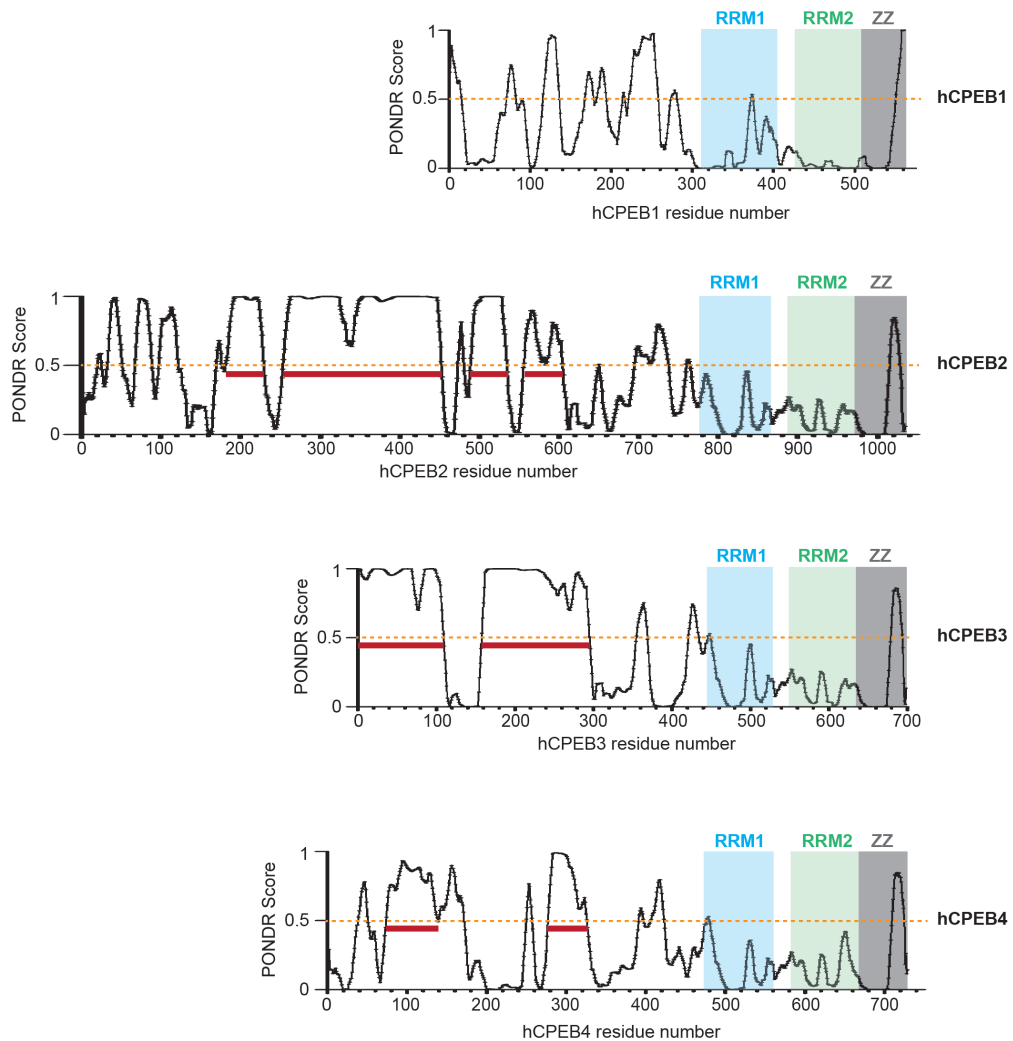 RRM1 RRM2 ZZ
1
0.5
0
PONDR Score
hCPEB1
0 100 200 300 400 500
hCPEB1 residue number
RRM1 RRM2 ZZ
1
0.5
0
PONDR Score
hCPEB2
0 100 200 300 400 500 600 700 800 900 1000
hCPEB2 residue number
RRM1 RRM2 ZZ
1
0.5
0
PONDR Score
hCPEB3
0 100 200 300 400 500 600 700
hCPEB3 residue number
RRM1 RRM2 ZZ
1
0.5
0
PONDR Score
hCPEB4
0 100 200 300 400 500 600 700
hCPEB4 residue number